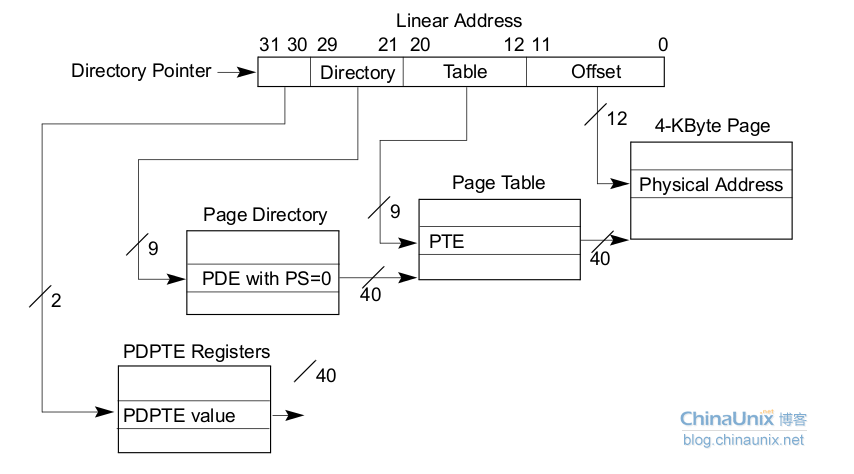 Linear Address
31 30 29 21 20 12 11 0
Directory Pointer
Directory
Table
Offset
12
4-KByte Page
Physical Address
Page Table
9
PTE
40
Page Directory
9
PDE with PS=0
40
2
PDPTE Registers
40
PDPTE value
ChinaUnix.net 博客
blog.chinaunix.net